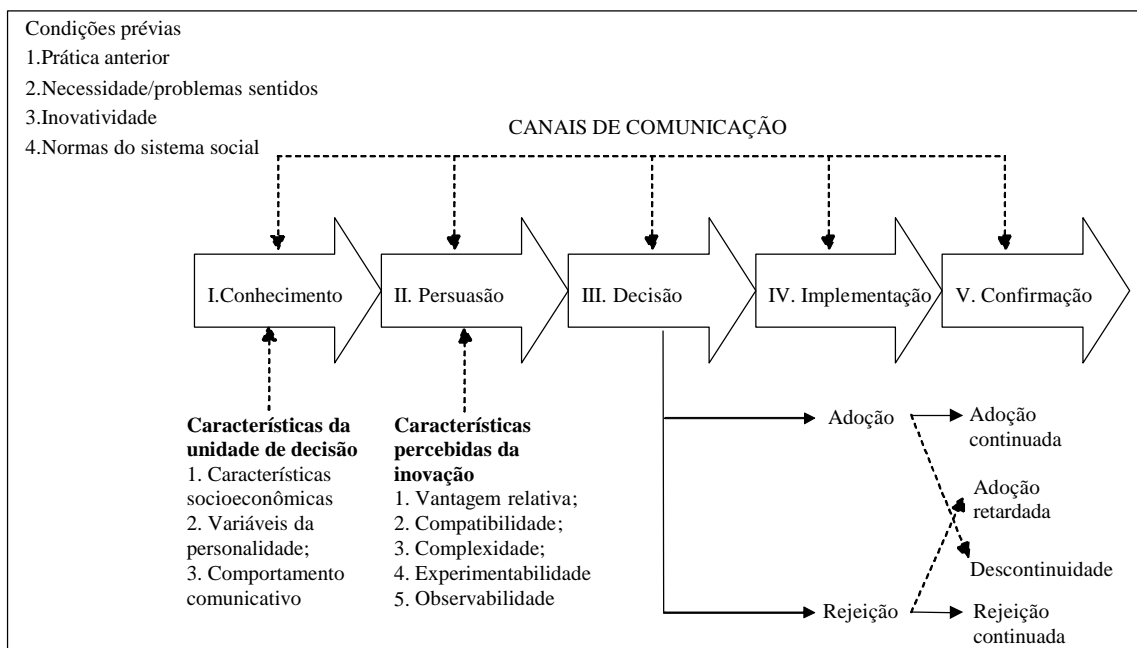 Condições prévias
1.Prática anterior
2.Necessidade/problemas sentidos
3.Inovatividade
4.Normas do sistema social
CANAIS DE COMUNICAÇÃO
I.Conhecimento
II. Persuasão
III. Decisão
IV. Implementação
V. Confirmação
Características da
unidade de decisão
1. Características
socioeconômicas
2. Variáveis da
personalidade;
3. Comportamento
comunicativo
Características
percebidas da
inovação
1. Vantagem relativa;
2. Compatibilidade;
3. Complexidade;
4. Experimentabilidade
5. Observabilidade
Adoção
Adoção
continuada
Adoção
retardada
Descontinuidade
Rejeição
Rejeição
continuada